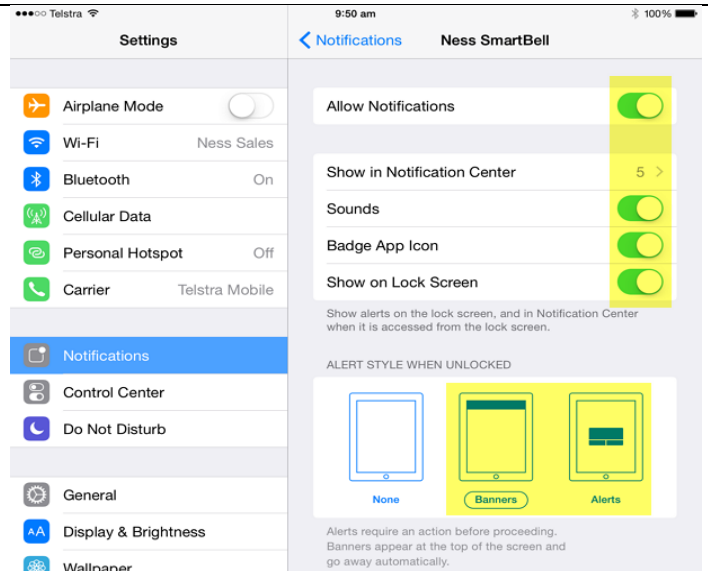 Telstra
9:50 am
100%
Settings
Notifications
Ness SmartBell
Airplane Mode
Wi-Fi Ness Sales
Bluetooth On
Cellular Data
Personal Hotspot Off
Carrier Telstra Mobile
Notifications
Control Center
Do Not Disturb
General
AA Display & Brightness
Wallpaper
Allow Notifications
Show in Notification Center 5 >
Sounds
Badge App Icon
Show on Lock Screen
Show alerts on the lock screen, and in Notification Center
when it is accessed from the lock screen.
ALERT STYLE WHEN UNLOCKED
None Banners Alerts
Alerts require an action before proceeding.
Banners appear at the top of the screen and
go away automatically.